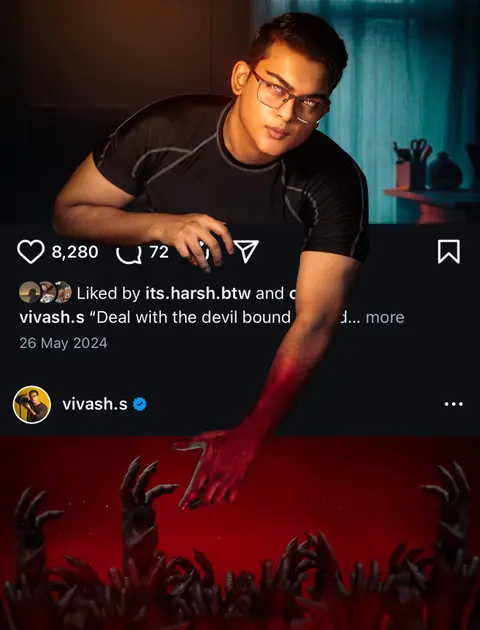 8,280 72
Liked by its.harsh.btw and
vivash.s “Deal with the devil bound ... more
26 May 2024
vivash.s